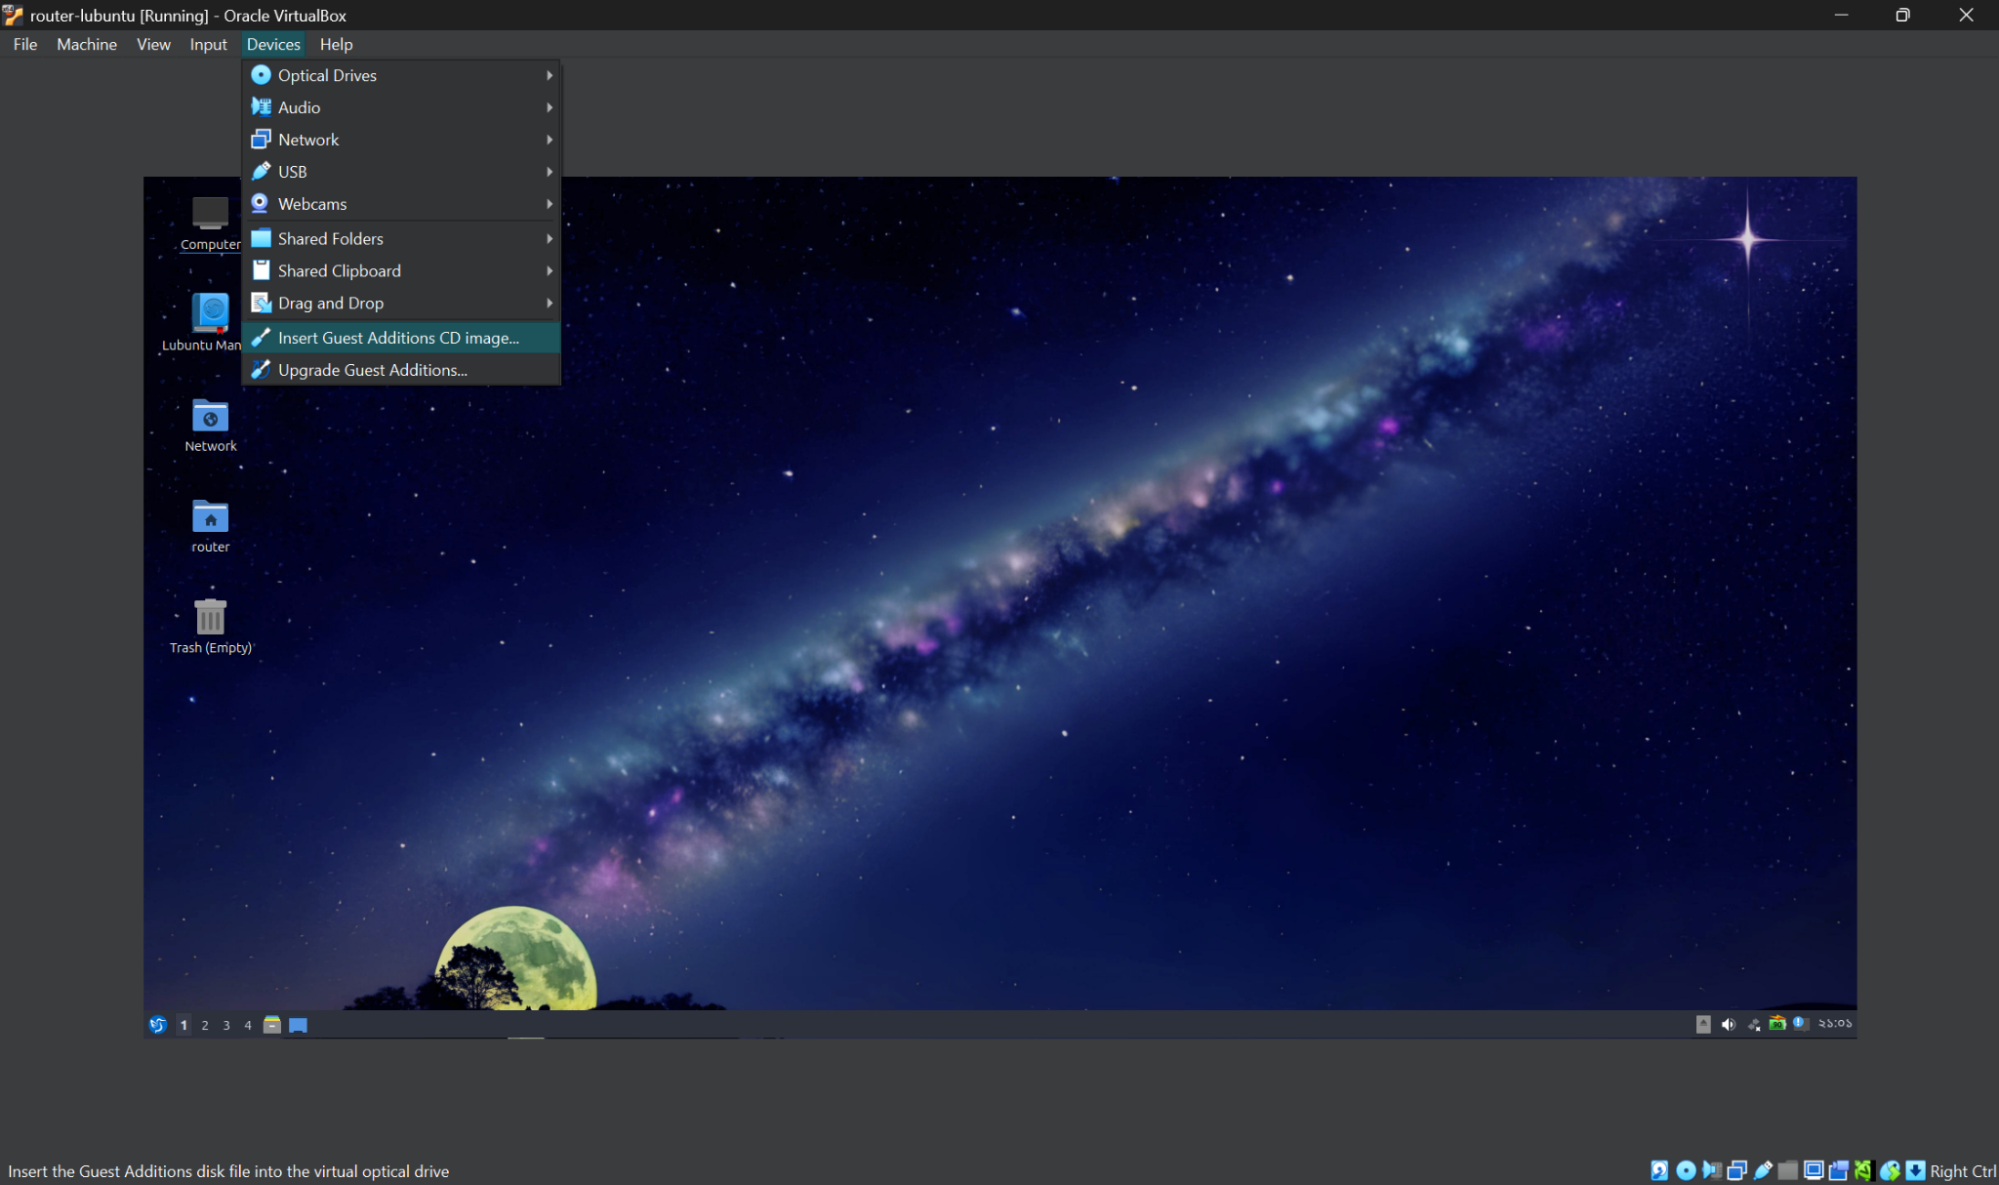 router-lubuntu [Running] - Oracle VirtualBox
File Machine View Input Devices Help
Optical Drives
Audio
Network
USB
Webcams
Shared Folders
Shared Clipboard
Drag and Drop
Insert Guest Additions CD image...
Upgrade Guest Additions...
Computer
Lubuntu Man
Network
router
Trash (Empty)
1 2 3 4
২১:০১
Insert the Guest Additions disk file into the virtual optical drive
Right Ctrl